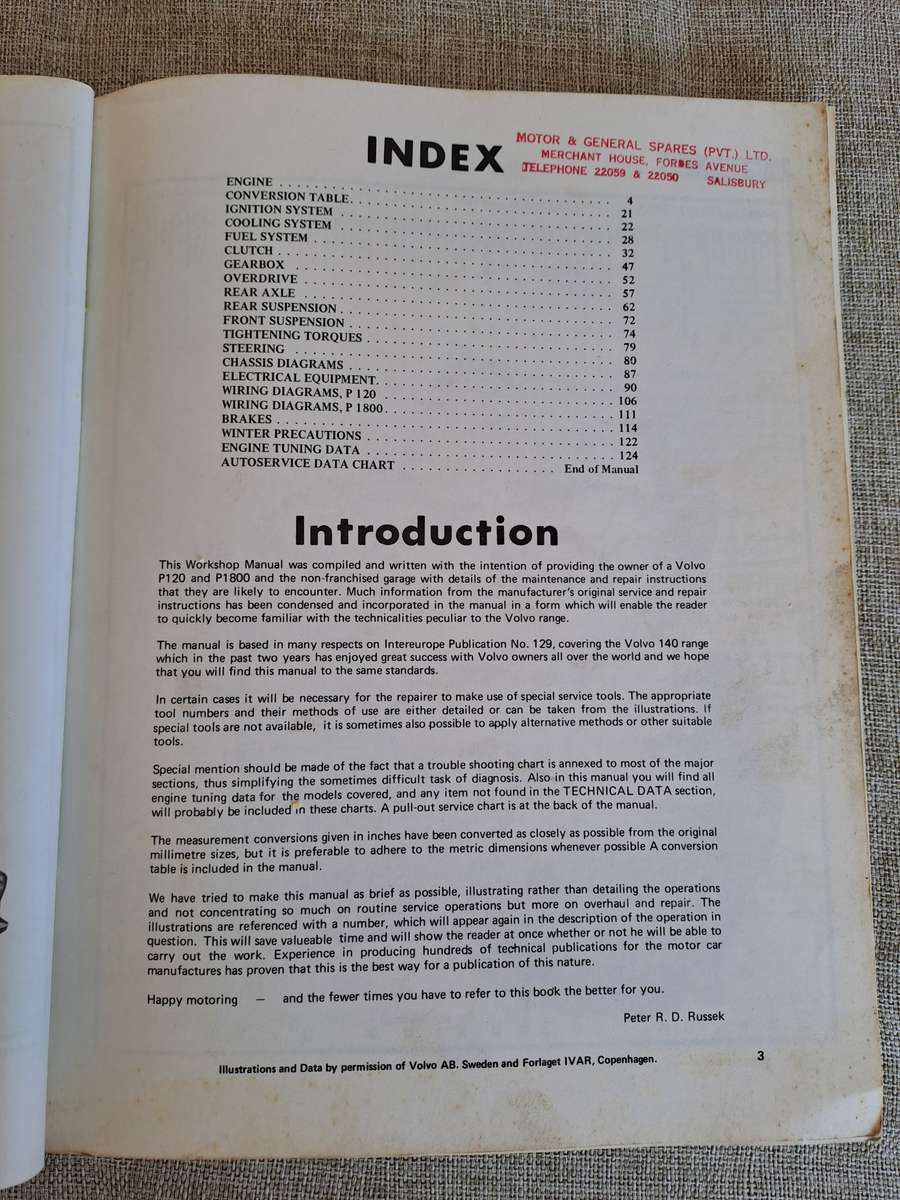 INDEX
MOTOR & GENERAL SPARES (PVT.) LTD.
MERCHANT HOUSE, FORBES AVENUE
TELEPHONE 22059 & 22050 SALISBURY
ENGINE . . . . . . . . . . 4
CONVERSION TABLE. . . . . . . . . . 21
IGNITION SYSTEM . . . . . . . . . . 22
COOLING SYSTEM . . . . . . . . . . 28
FUEL SYSTEM . . . . . . . . . . 32
CLUTCH . . . . . . . . . . 47
GEARBOX . . . . . . . . . . 52
OVERDRIVE . . . . . . . . . . 57
REAR AXLE . . . . . . . . . . 62
REAR SUSPENSION . . . . . . . . . . 72
FRONT SUSPENSION . . . . . . . . . . 74
TIGHTENING TORQUES . . . . . . . . . . 79
STEERING . . . . . . . . . . 80
CHASSIS DIAGRAMS . . . . . . . . . . 87
ELECTRICAL EQUIPMENT. . . . . . . . . . 90
WIRING DIAGRAMS, P 120 . . . . . . . . . . 106
WIRING DIAGRAMS, P 1800 . . . . . . . . . . 111
BRAKES . . . . . . . . . . 114
WINTER PRECAUTIONS . . . . . . . . . . 122
ENGINE TUNING DATA . . . . . . . . . . 124
AUTOSERVICE DATA CHART . . . . . . . . . . End of Manual
Introduction
This Workshop Manual was compiled and written with the intention of providing the owner of a Volvo
P120 and P1800 and the non-franchised garage with details of the maintenance and repair instructions
that they are likely to encounter. Much information from the manufacturer's original service and repair
instructions has been condensed and incorporated in the manual in a form which will enable the reader
to quickly become familiar with the technicalities peculiar to the Volvo range.
The manual is based in many respects on Intereurope Publication No. 129, covering the Volvo 140 range
which in the past two years has enjoyed great success with Volvo owners all over the world and we hope
that you will find this manual to the same standards.
In certain cases it will be necessary for the repairer to make use of special service tools. The appropriate
tool numbers and their methods of use are either detailed or can be taken from the illustrations. If
special tools are not available, it is sometimes also possible to apply alternative methods or other suitable
tools.
Special mention should be made of the fact that a trouble shooting chart is annexed to most of the major
sections, thus simplifying the sometimes difficult task of diagnosis. Also in this manual you will find all
engine tuning data for the models covered, and any item not found in the TECHNICAL DATA section,
will probably be included in these charts. A pull-out service chart is at the back of the manual.
The measurement conversions given in inches have been converted as closely as possible from the original
millimetre sizes, but it is preferable to adhere to the metric dimensions whenever possible A conversion
table is included in the manual.
We have tried to make this manual as brief as possible, illustrating rather than detailing the operations
and not concentrating so much on routine service operations but more on overhaul and repair. The
illustrations are referenced with a number, which will appear again in the description of the operation in
question. This will save valueable time and will show the reader at once whether or not he will be able to
carry out the work. Experience in producing hundreds of technical publications for the motor car
manufactures has proven that this is the best way for a publication of this nature.
Happy motoring — and the fewer times you have to refer to this book the better for you.
Peter R. D. Russek
Illustrations and Data by permission of Volvo AB. Sweden and Forlaget IVAR, Copenhagen.
3